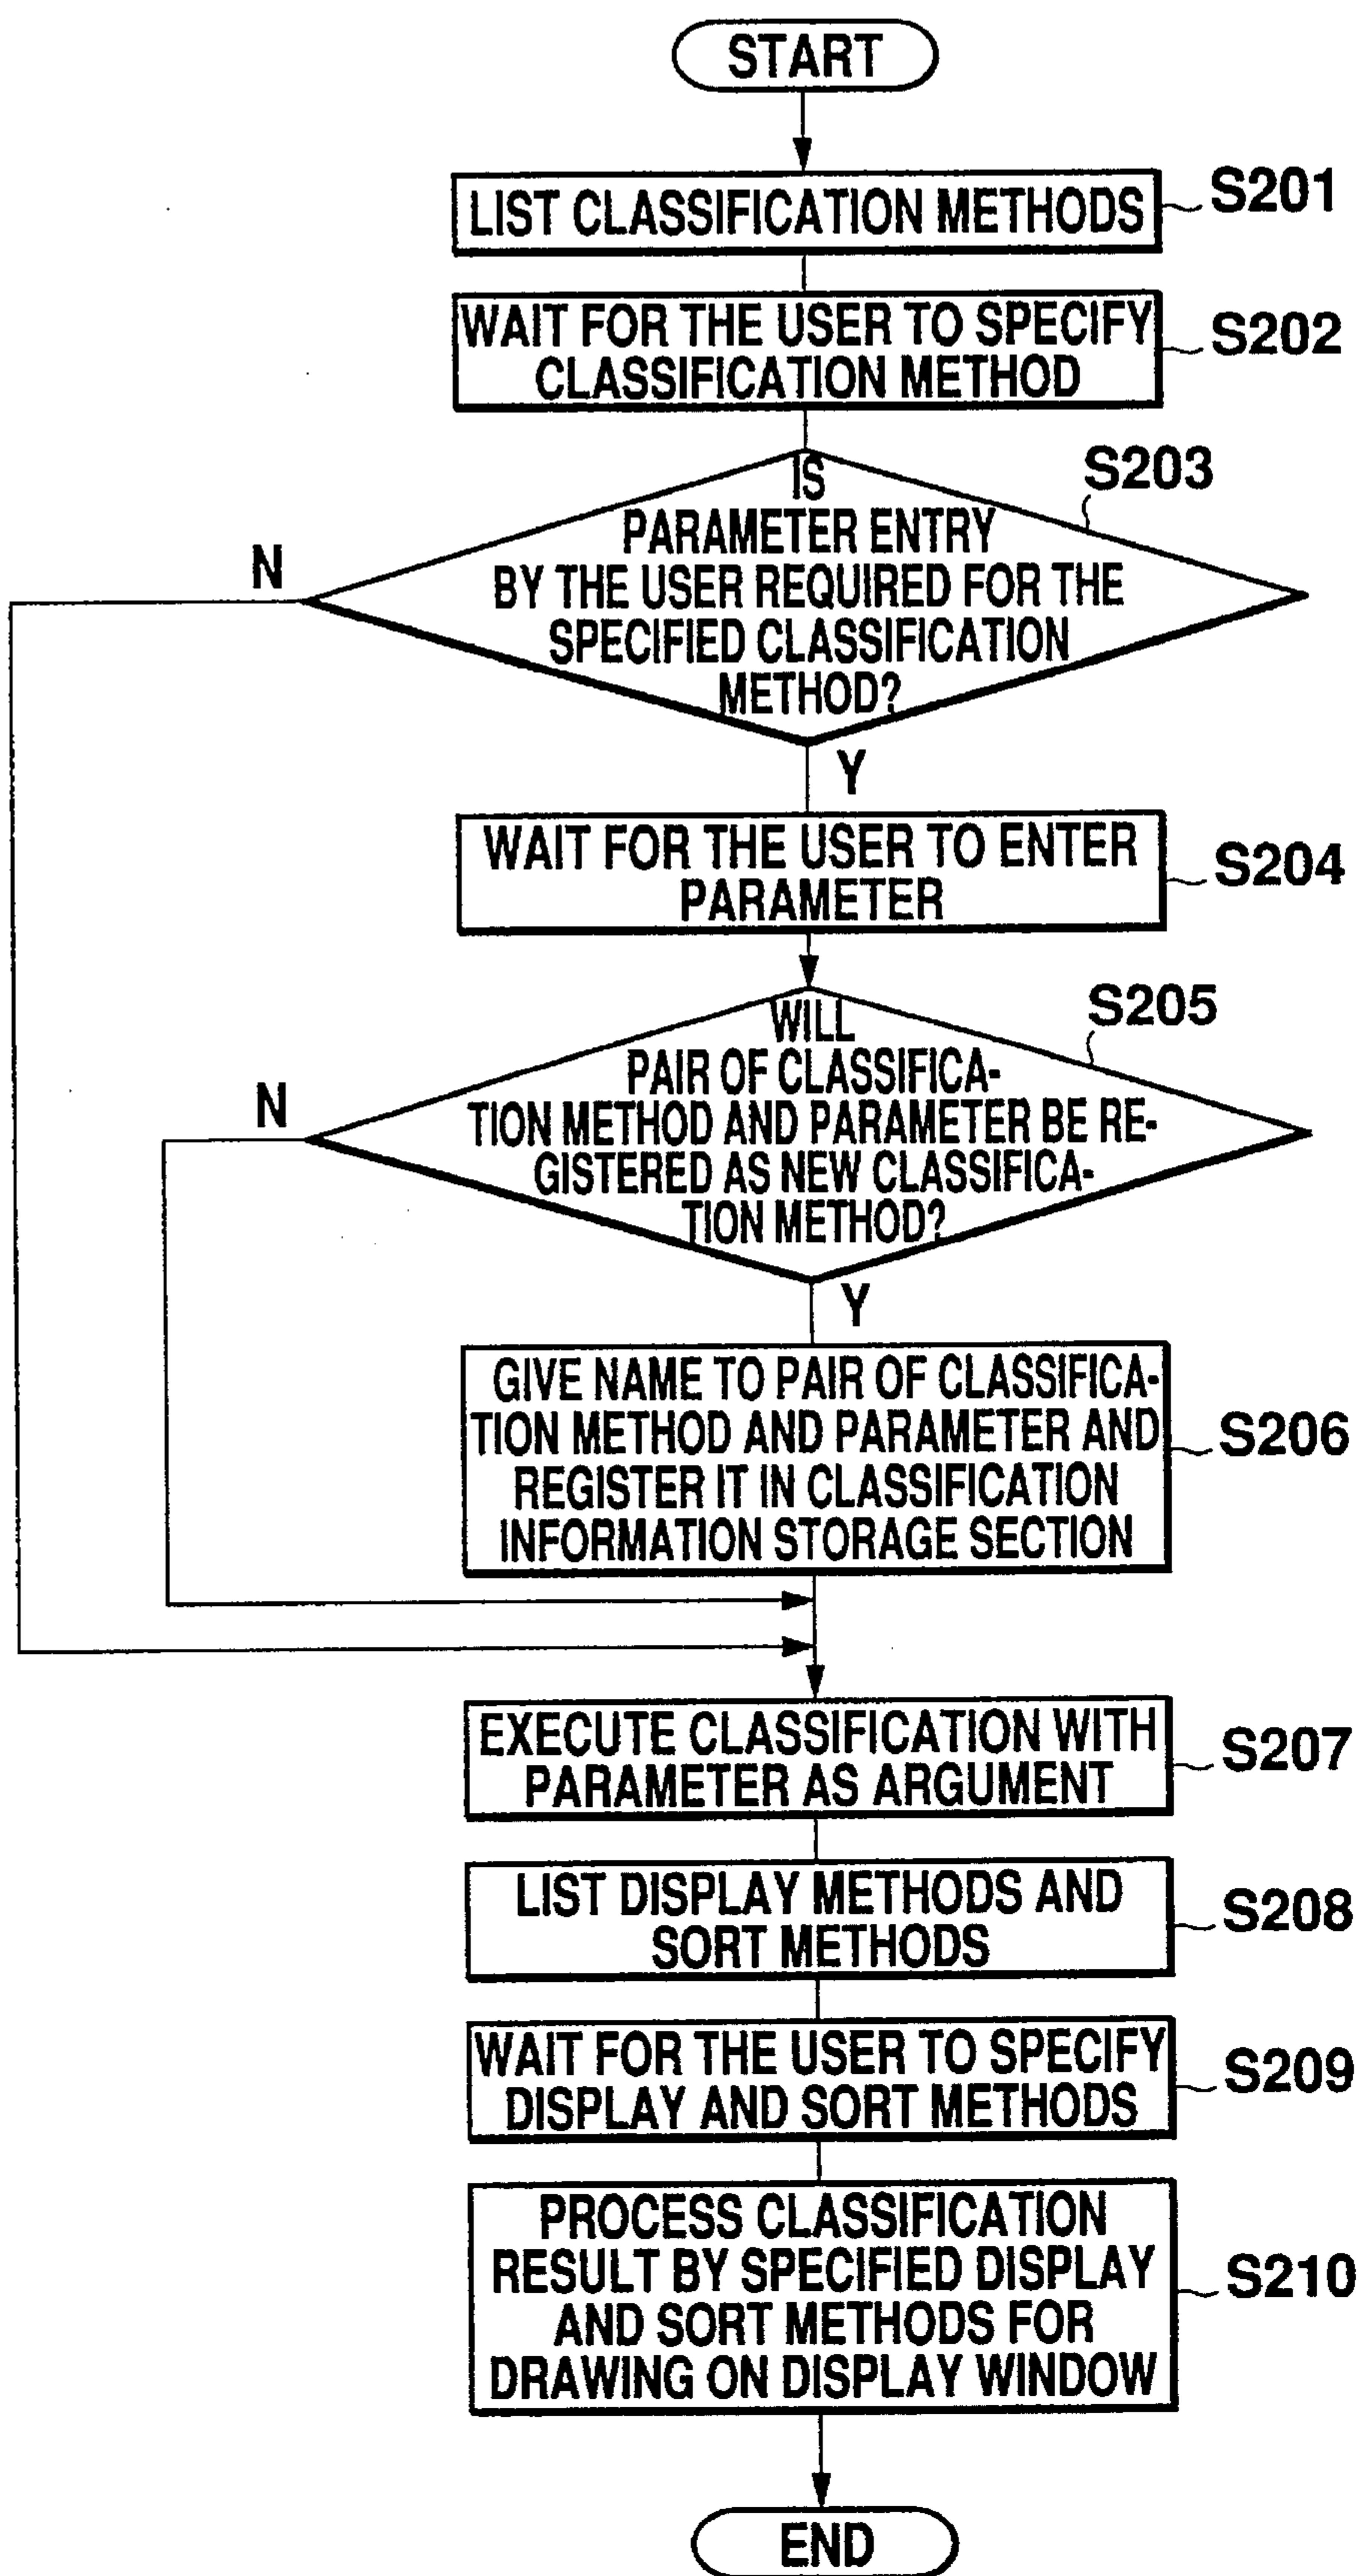 START
LIST CLASSIFICATION METHODS
S201
WAIT FOR THE USER TO SPECIFY
CLASSIFICATION METHOD
S202
IS
PARAMETER ENTRY
BY THE USER REQUIRED FOR THE
SPECIFIED CLASSIFICATION
METHOD?
S203
N
Y
WAIT FOR THE USER TO ENTER
PARAMETER
S204
WILL
PAIR OF CLASSIFICA-
TION METHOD AND PARAMETER BE RE-
GISTERED AS NEW CLASSIFICA-
TION METHOD?
S205
N
Y
GIVE NAME TO PAIR OF CLASSIFICA-
TION METHOD AND PARAMETER AND
REGISTER IT IN CLASSIFICATION
INFORMATION STORAGE SECTION
S206
EXECUTE CLASSIFICATION WITH
PARAMETER AS ARGUMENT
S207
LIST DISPLAY METHODS AND
SORT METHODS
S208
WAIT FOR THE USER TO SPECIFY
DISPLAY AND SORT METHODS
S209
PROCESS CLASSIFICATION
RESULT BY SPECIFIED DISPLAY
AND SORT METHODS FOR
DRAWING ON DISPLAY WINDOW
S210
END